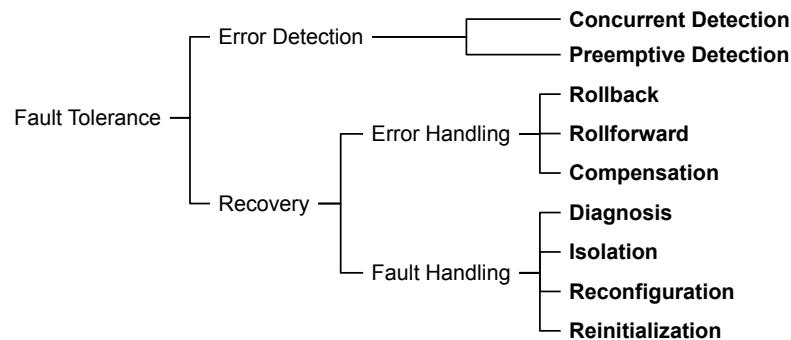 Concurrent Detection
Error Detection
Preemptive Detection
Rollback
Fault Tolerance
Error Handling
Rollforward
Compensation
Recovery
Diagnosis
Isolation
Fault Handling
Reconfiguration
Reinitialization